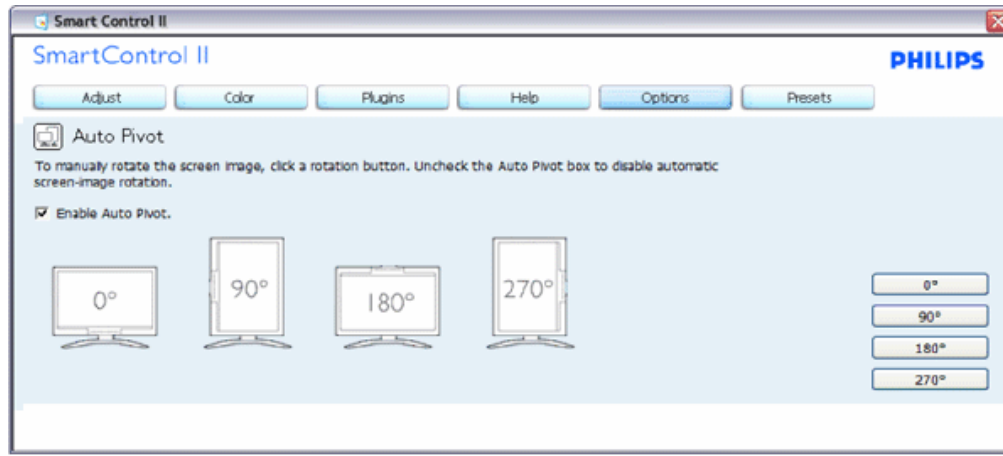 Smart Control II
SmartControl II
PHILIPS
Adjust Color Plugins Help Options Presets
Auto Pivot
To manually rotate the screen image, click a rotation button. Uncheck the Auto Pivot box to disable automatic
screen-image rotation.
Enable Auto Pivot.
0° 90° 180° 270°
0°
90°
180°
270°